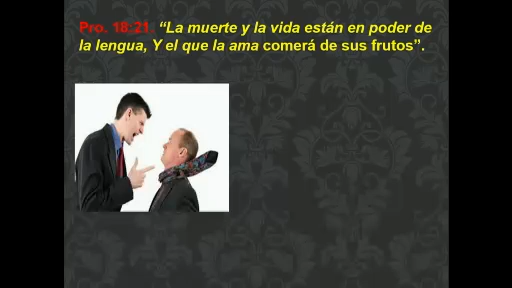 Pro. 18:21. “La muerte y la vida están en poder de
la lengua, Y el que la ama comerá de sus frutos”.